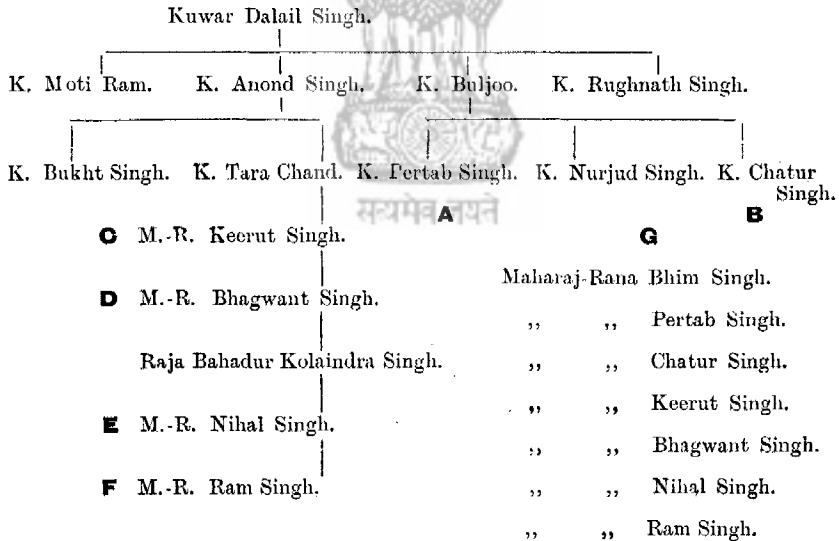 Kuwar Dalail Singh.
K. Moti Ram. K. Anond Singh. K. Buljoo. K. Rughnath Singh.
K. Bukht Singh. K. Tara Chand. K. Pertab Singh. K. Nurjud Singh. K. Chatur
Singh.
सत्यमेव जयते
A B
C M.-R. Keerut Singh.
G
Maharaj-Rana Bhim Singh.
D M.-R. Bhagwant Singh.
,, ,, Pertab Singh.
Raja Bahadur Kolaindra Singh.
,, ,, Chatur Singh.
,, ,, Keerut Singh.
E M.-R. Nihal Singh.
,, ,, Bhagwant Singh.
F M.-R. Ram Singh.
,, ,, Nihal Singh.
,, ,, Ram Singh.